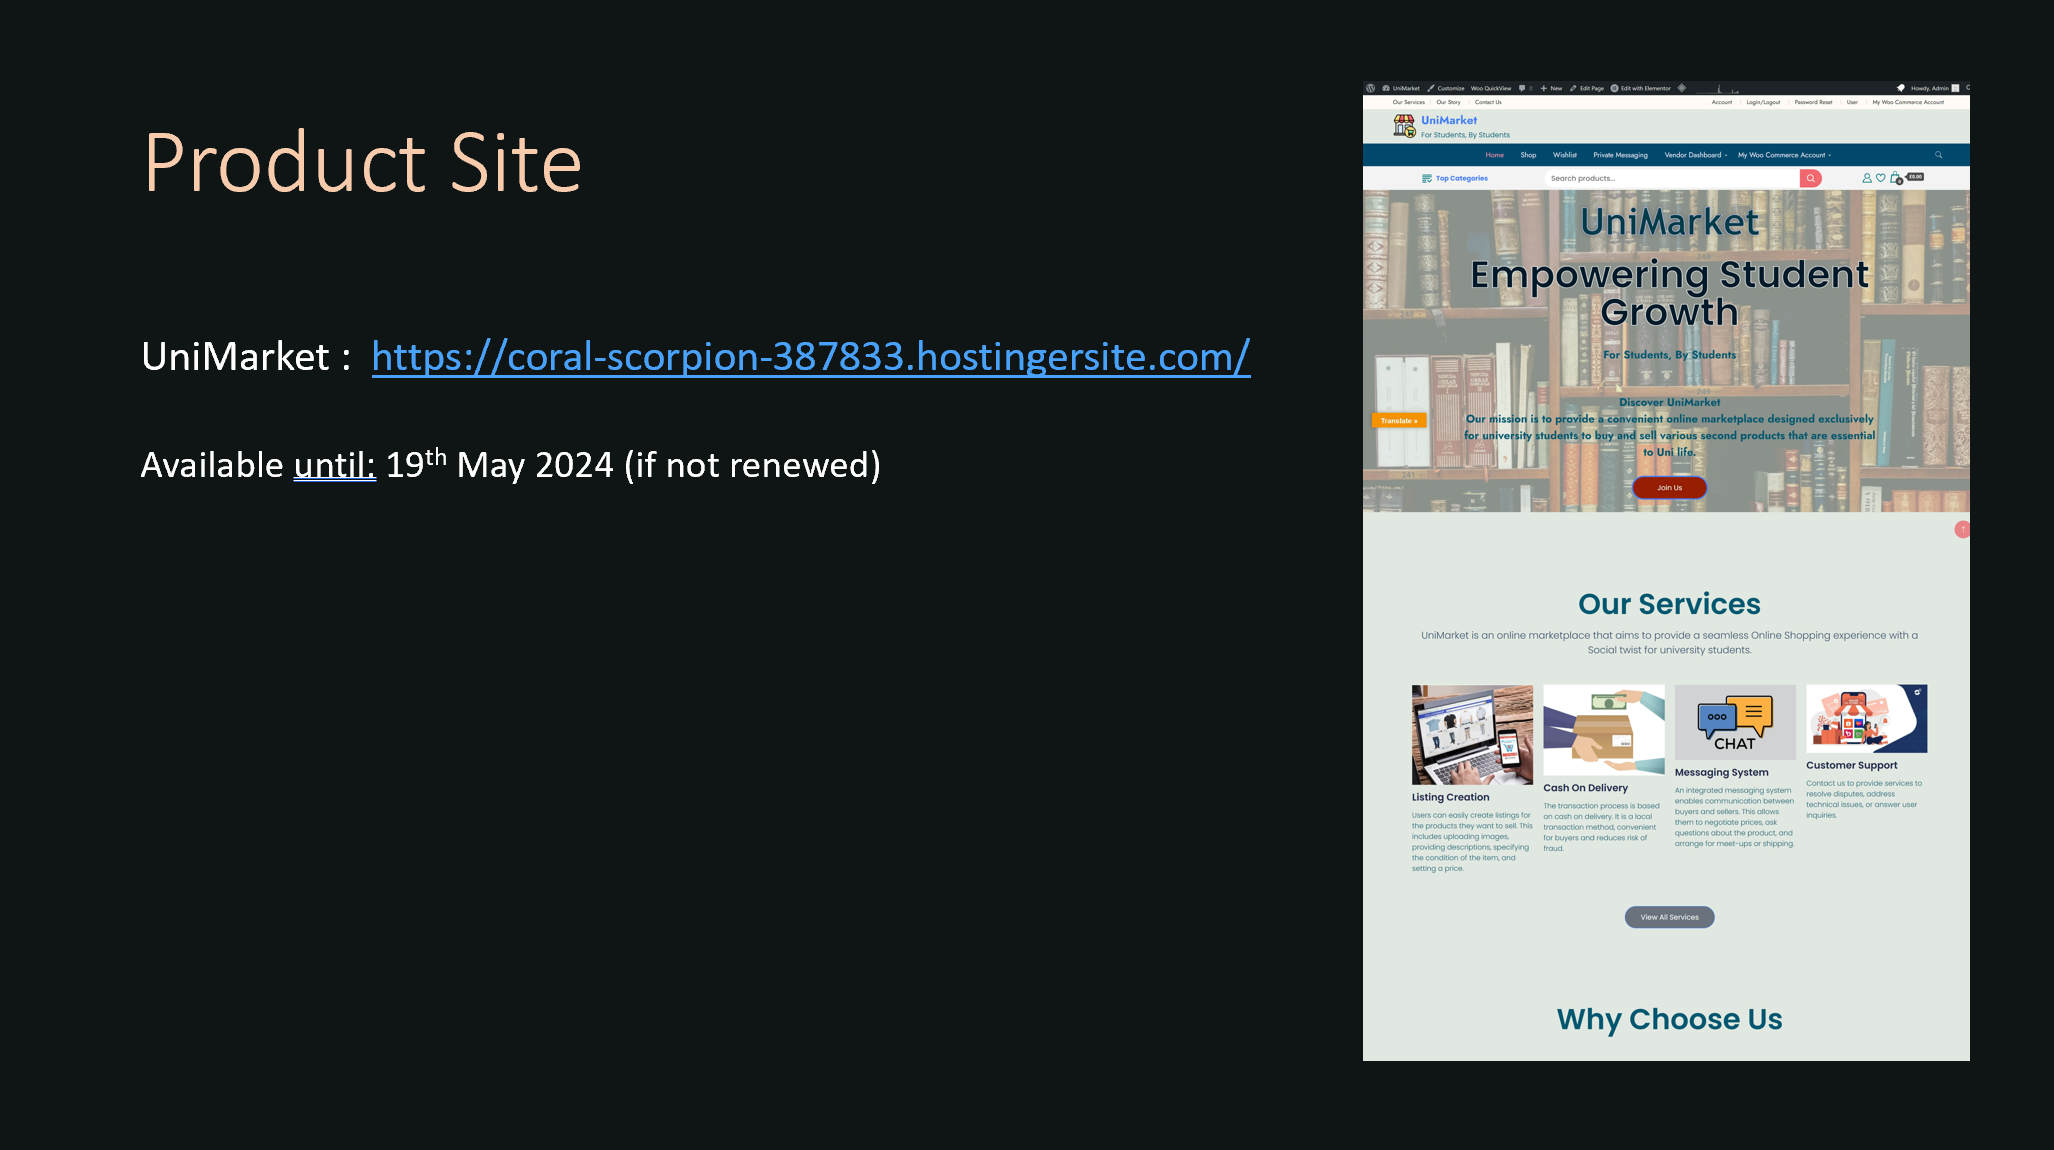 Product Site
UniMarket : https://coral-scorpion-387833.hostingersite.com/
Available until: 19th May 2024 (if not renewed)
UniMarket Customize Woo QuickView 0 New Edit Page Edit with Elementor Howdy, Admin
Our Services Our Story Contact Us Account Login/Logout Password Reset User My Woo Commerce Account
UniMarket
For Students, By Students
Home Shop Wishlist Private Messaging Vendor Dashboard My Woo Commerce Account
Top Categories Search products... 0 £0.00
UniMarket
Empowering Student
Growth
For Students, By Students
Discover UniMarket
Our mission is to provide a convenient online marketplace designed exclusively
for university students to buy and sell various second products that are essential
to Uni life.
Translate »
Join Us
Our Services
UniMarket is an online marketplace that aims to provide a seamless Online Shopping experience with a
Social twist for university students.
CHAT
Listing Creation
Users can easily create listings for
the products they want to sell. This
includes uploading images,
providing descriptions, specifying
the condition of the item, and
setting a price.
Cash On Delivery
The transaction process is based
on cash on delivery. It is a local
transaction method, convenient
for buyers and reduces risk of
fraud.
Messaging System
An integrated messaging system
enables communication between
buyers and sellers. This allows
them to negotiate prices, ask
questions about the product, and
arrange for meet-ups or shipping.
Customer Support
Contact us to provide services to
resolve disputes, address
technical issues, or answer user
inquiries.
View All Services
Why Choose Us